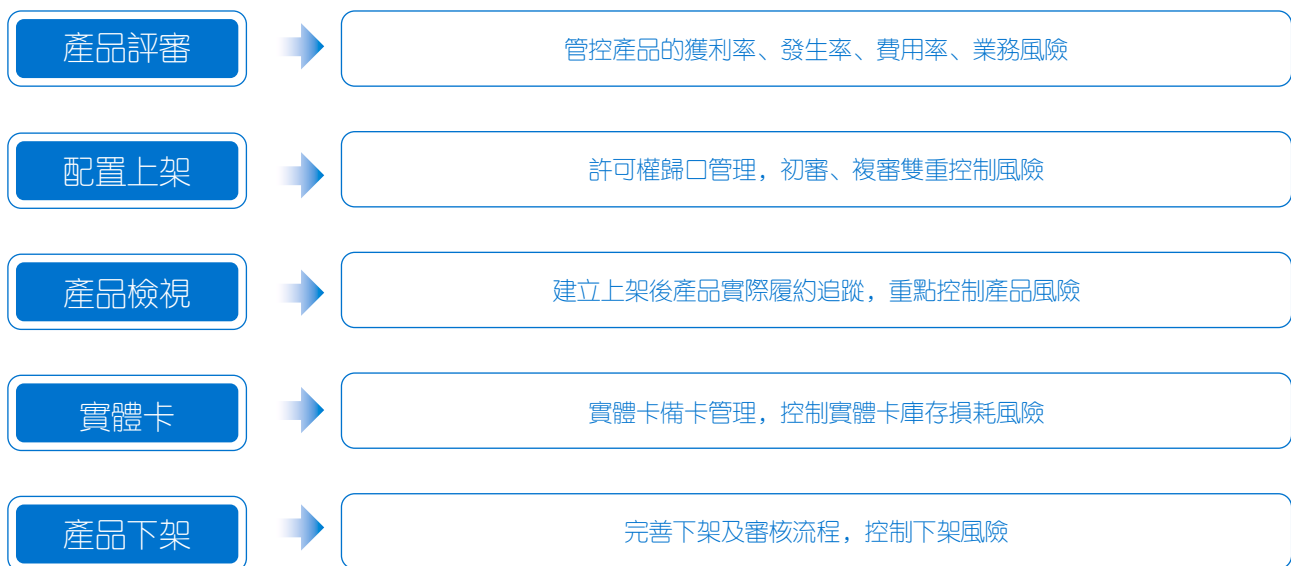 產品評審
管控產品的獲利率、發生率、費用率、業務風險
配置上架
許可權歸口管理，初審、複審雙重控制風險
產品檢視
建立上架後產品實際履約追蹤，重點控制產品風險
實體卡
實體卡備卡管理，控制實體卡庫存損耗風險
產品下架
完善下架及審核流程，控制下架風險